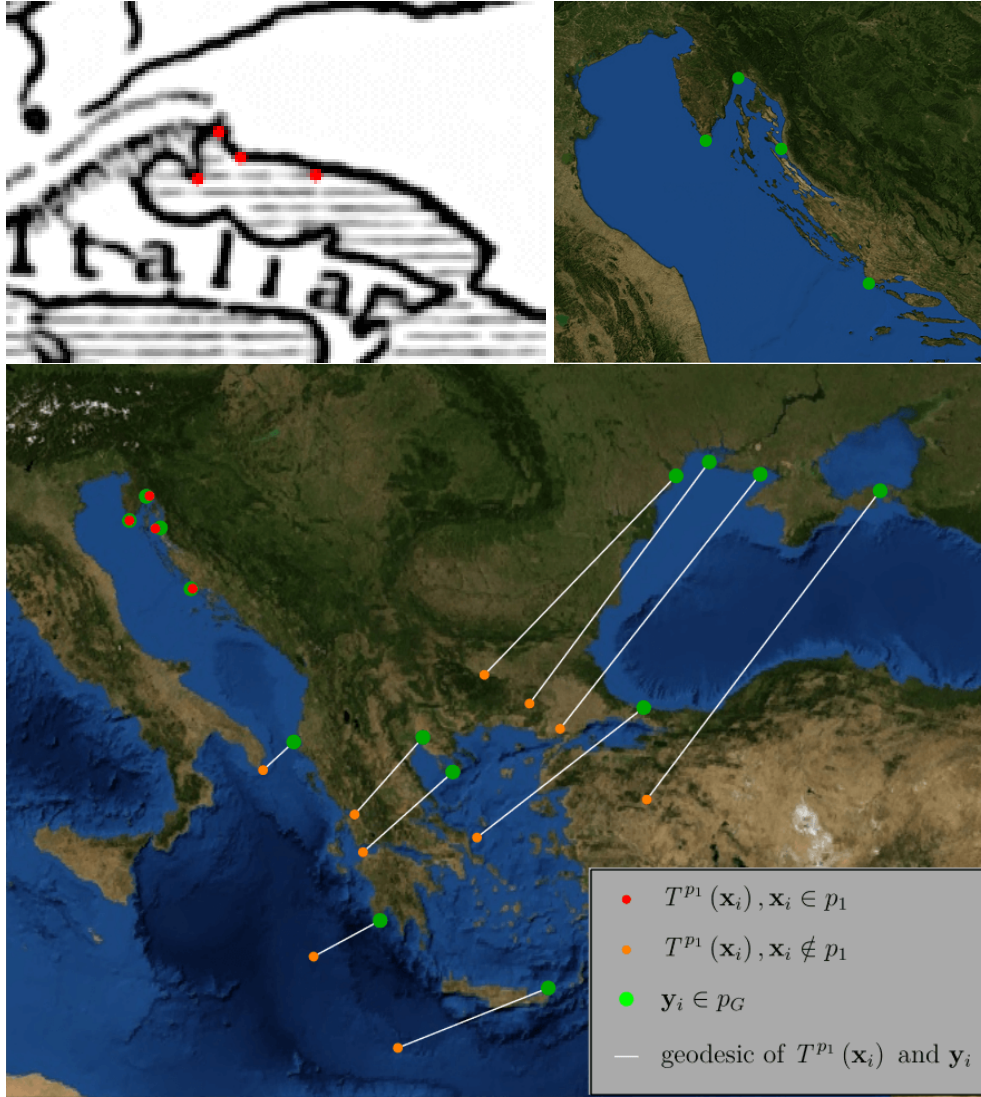 Italia
T^{p_1} (x_i) , x_i ∈ p_1
T^{p_1} (x_i) , x_i ∉ p_1
y_i ∈ p_G
geodesic of T^{p_1} (x_i) and y_i